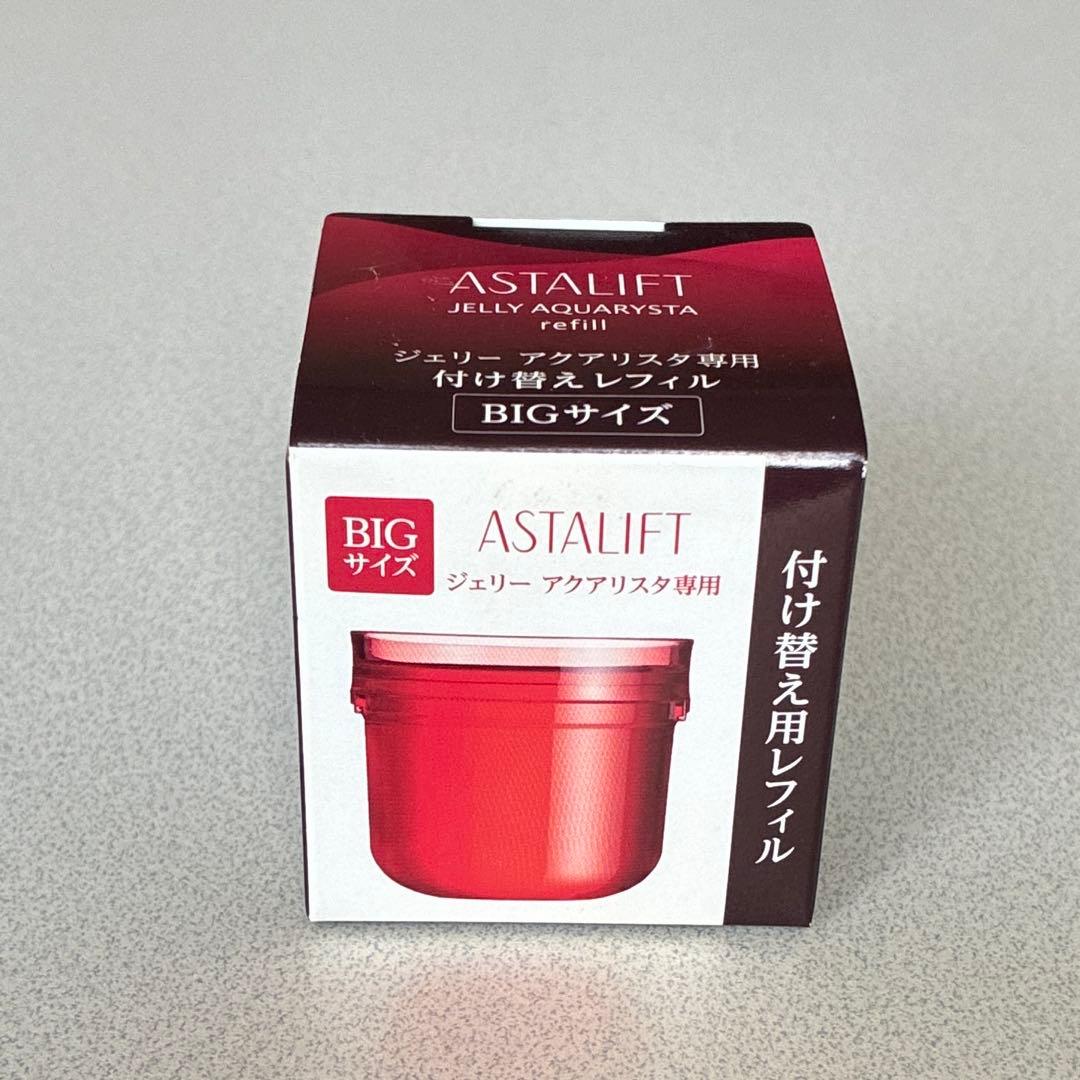 ASTALIFT
JELLY AQUARYSTA
refill
ジェリー アクアリスタ専用
付け替えレフィル
BIGサイズ
BIG
サイズ
ASTALIFT
ジェリー アクアリスタ専用
付け替え用レフィル